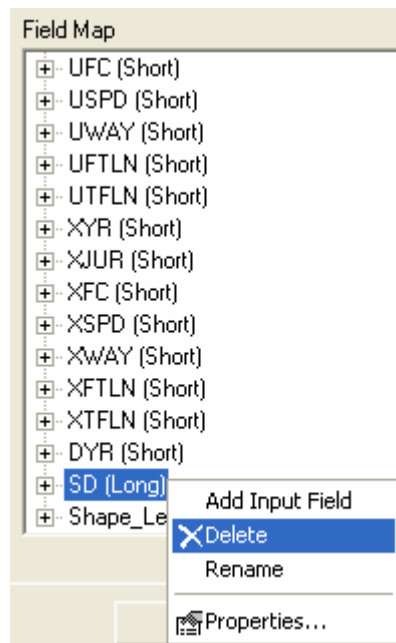 Field Map
UFC (Short)
USPD (Short)
UWAY (Short)
UFTLN (Short)
UTFLN (Short)
XYR (Short)
XJUR (Short)
XFC (Short)
XSPD (Short)
XWAY (Short)
XFTLN (Short)
XTFLN (Short)
DYR (Short)
SD (Long)
Shape_Le
Add Input Field
Delete
Rename
Properties...